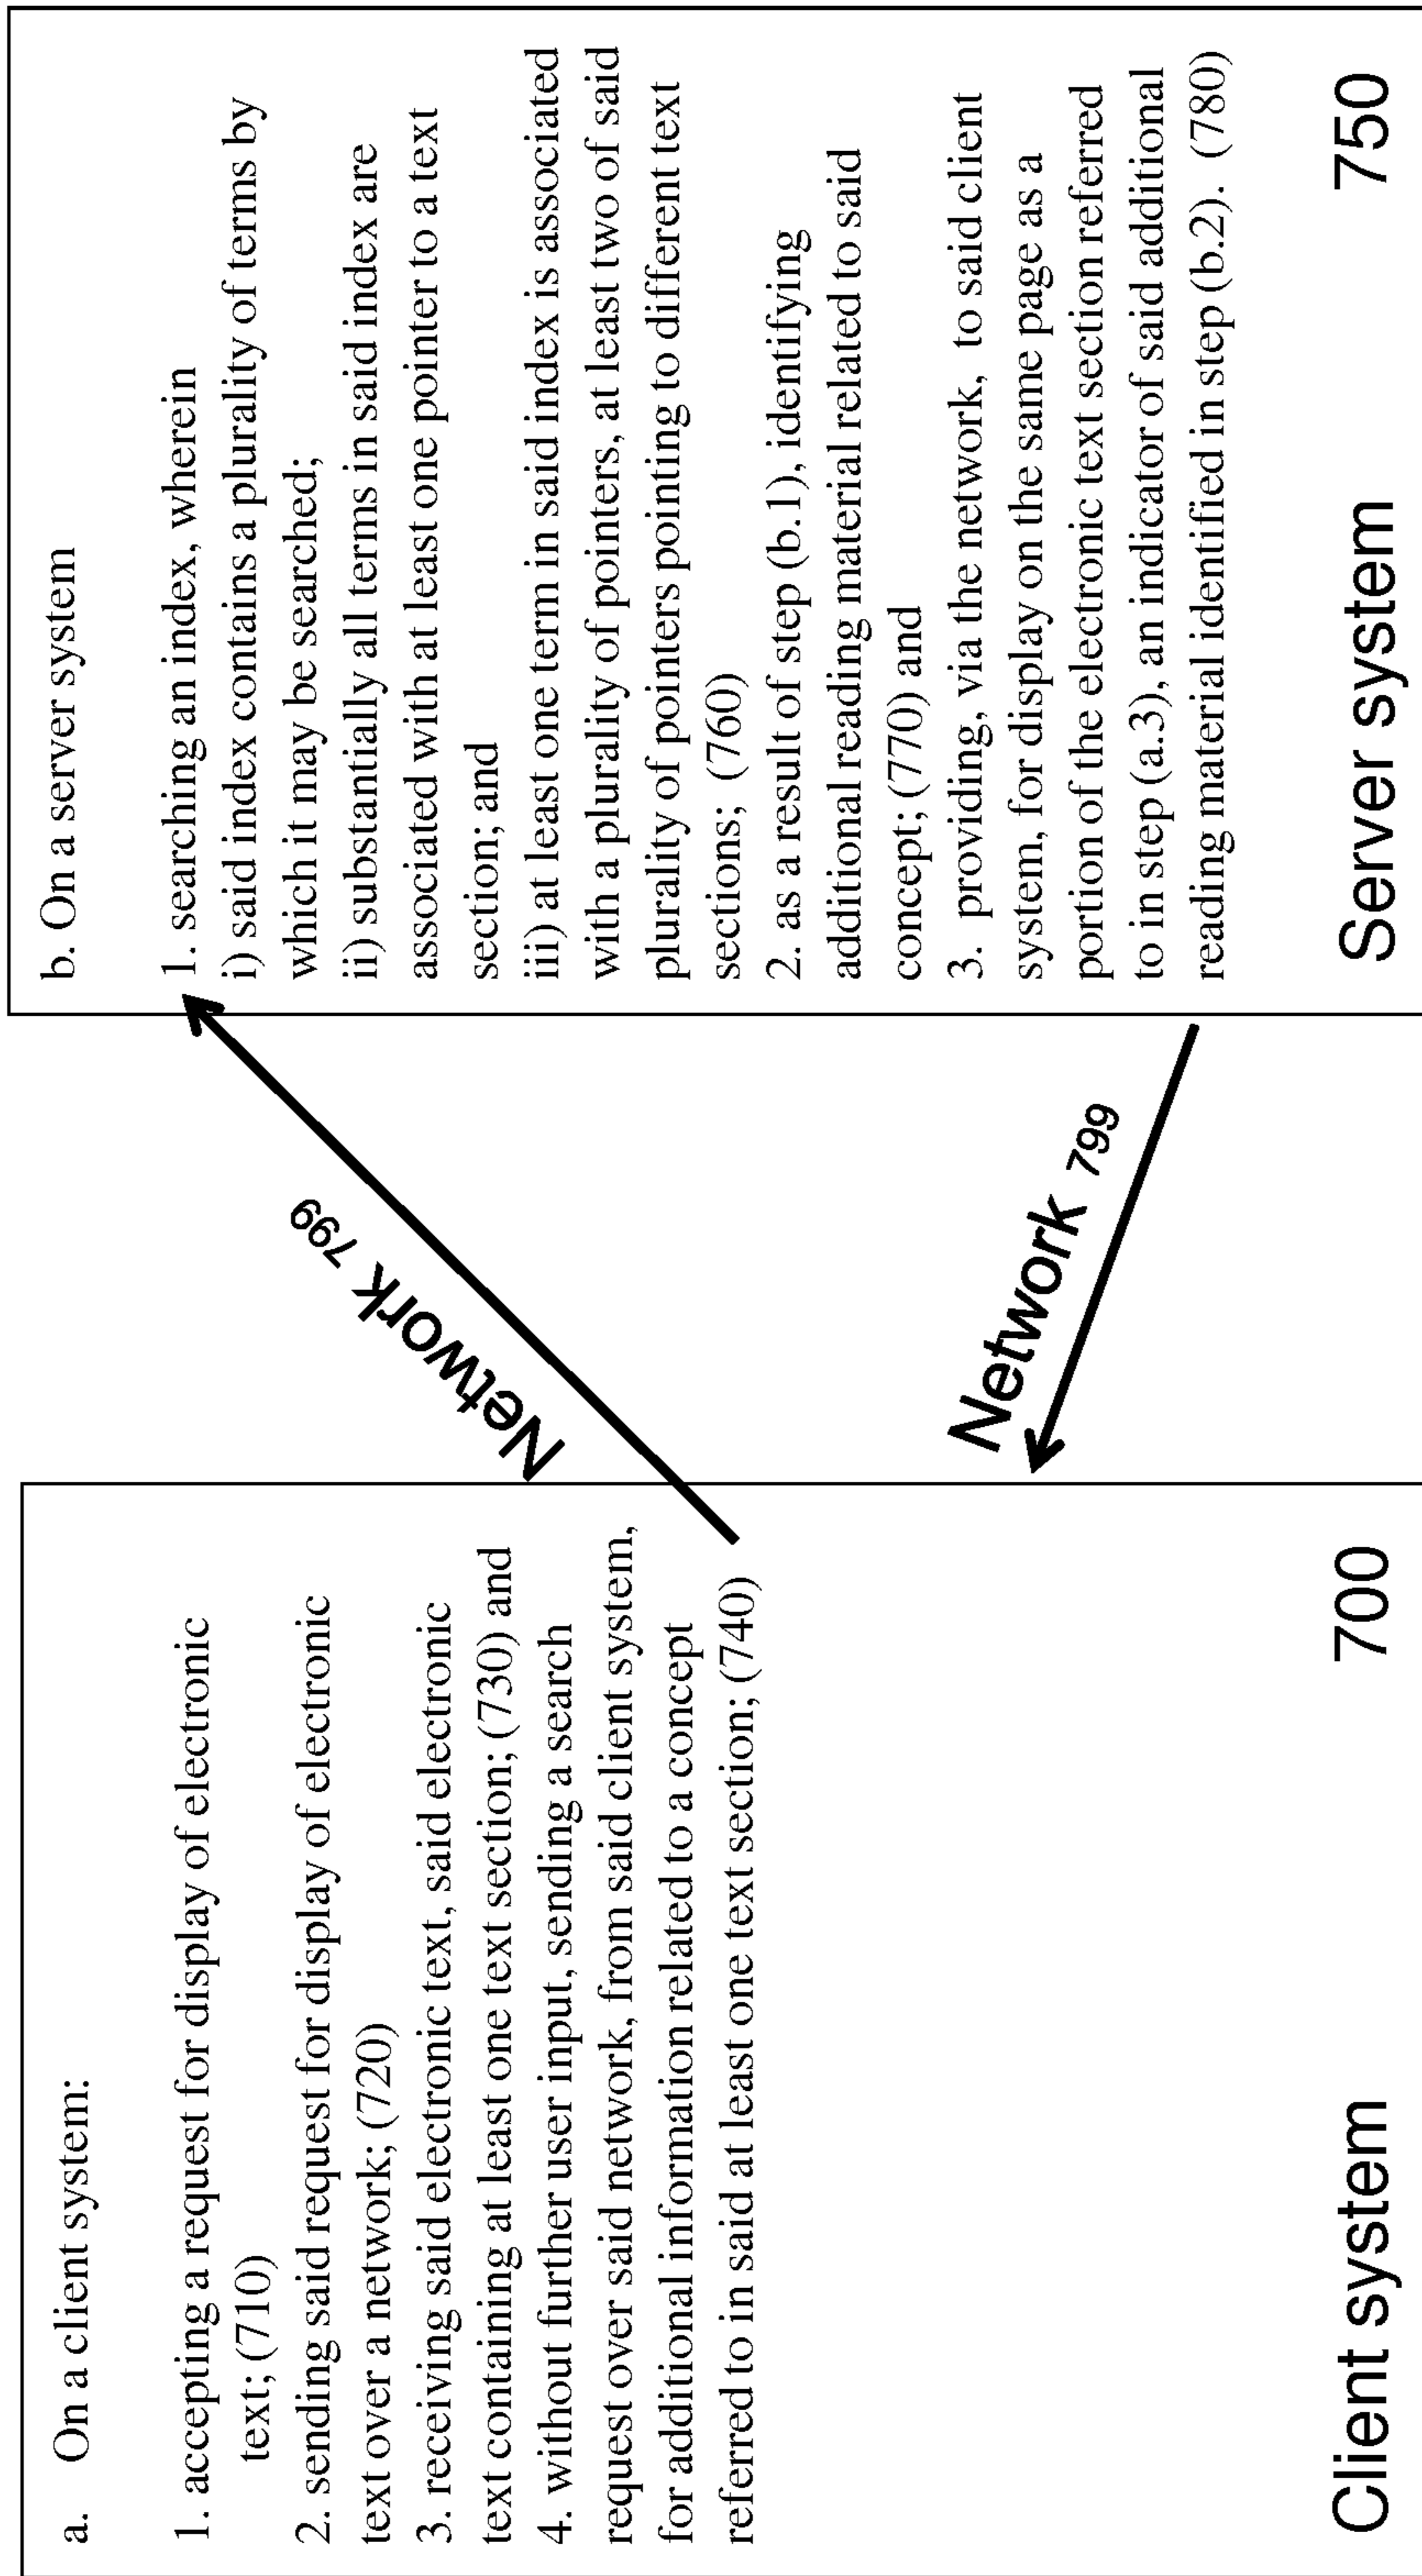 a. On a client system:
1. accepting a request for display of electronic
text; (710)
2. sending said request for display of electronic
text over a network; (720)
3. receiving said electronic text, said electronic
text containing at least one text section; (730) and
4. without further user input, sending a search
request over said network, from said client system,
for additional information related to a concept
referred to in said at least one text section; (740))
Client system 700
Network 799
Network 799
b. On a server system
1. searching an index, wherein
i) said index contains a plurality of terms by
which it may be searched;
ii) substantially all terms in said index are
associated with at least one pointer to a text
section; and
iii) at least one term in said index is associated
with a plurality of pointers, at least two of said
plurality of pointers pointing to different text
sections; (760)
2. as a result of step (b.1), identifying
additional reading material related to said
concept; (770) and
3. providing, via the network, to said client
system, for display on the same page as a
portion of the electronic text section referred
to in step (a.3), an indicator of said additional
reading material identified in step (b.2). (780)
Server system 750